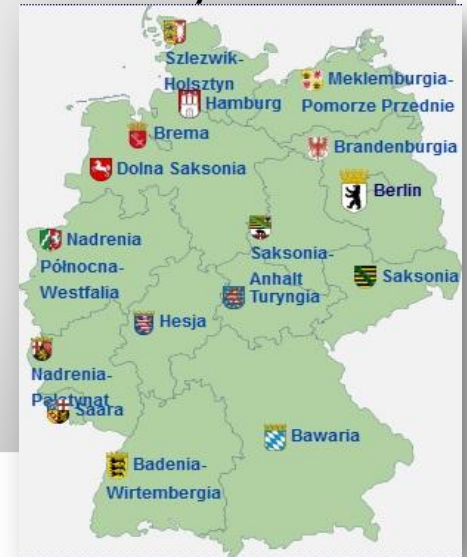 Szlezwik-
Holsztyn
Hamburg
Meklemburgia-
Pomorze Przednie
Brema
Brandenburgia
Dolna Saksonia
Berlin
Nadrenia
Północna-
Westfalia
Saksonia-
Anhalt
Saksonia
Turyngia
Hesja
Nadrenia-
Palatynat
Saara
Bawaria
Badenia-
Wirtembergia